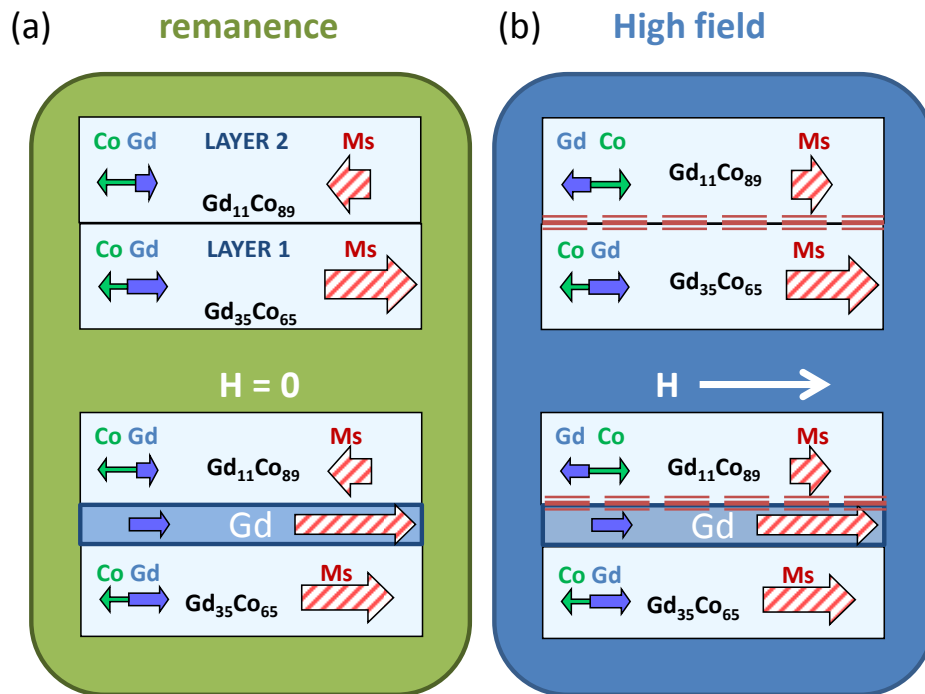 (a) remanence
(b) High field
Co Gd LAYER 2 Ms
Gd₁₁Co₈₉
Co Gd LAYER 1 Ms
Gd₃₅Co₆₅
H = 0
Co Gd Ms
Gd₁₁Co₈₉
Gd
Co Gd Ms
Gd₃₅Co₆₅
Gd Co Ms
Gd₁₁Co₈₉
Co Gd Ms
Gd₃₅Co₆₅
H
Gd Co Ms
Gd₁₁Co₈₉
Gd
Co Gd Ms
Gd₃₅Co₆₅